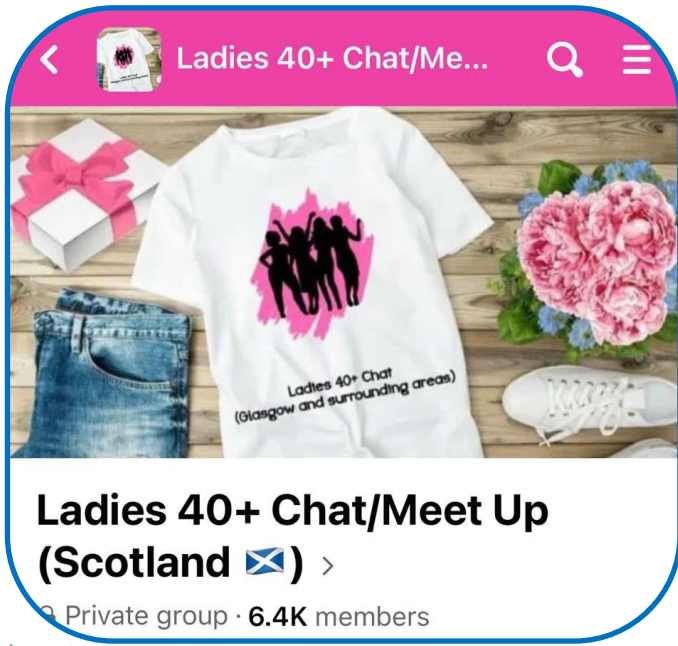 Ladies 40+ Chat/Me...
Ladies 40+ Chat
(Glasgow and surrounding areas)
Ladies 40+ Chat/Meet Up
(Scotland 🏴󠁧󠁢󠁳󠁣󠁴󠁿) >
Private group · 6.4K members